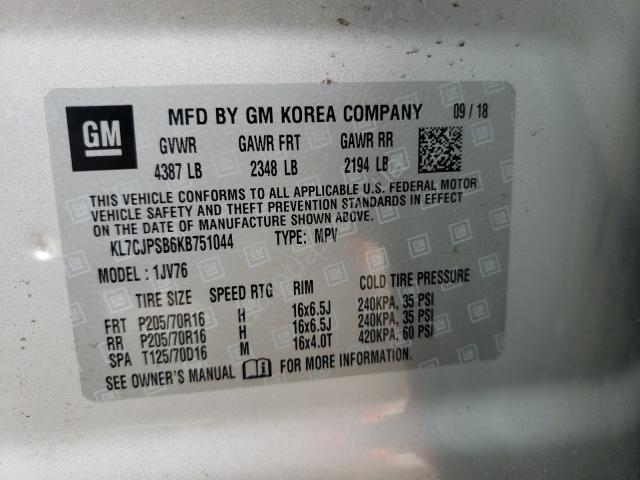 GM
MFD BY GM KOREA COMPANY 09 / 18
GVWR GAWR FRT GAWR RR
4387 LB 2348 LB 2194 LB
THIS VEHICLE CONFORMS TO ALL APPLICABLE U.S. FEDERAL MOTOR
VEHICLE SAFETY AND THEFT PREVENTION STANDARDS IN EFFECT
ON THE DATE OF MANUFACTURE SHOWN ABOVE.
KL7CJPSB6KB751044 TYPE: MPV
MODEL : 1JV76
TIRE SIZE SPEED RTG RIM COLD TIRE PRESSURE
FRT P205/70R16 H 16x6.5J 240KPA, 35 PSI
RR P205/70R16 H 16x6.5J 240KPA, 35 PSI
SPA T125/70D16 M 16x4.0T 420KPA, 60 PSI
SEE OWNER'S MANUAL FOR MORE INFORMATION.